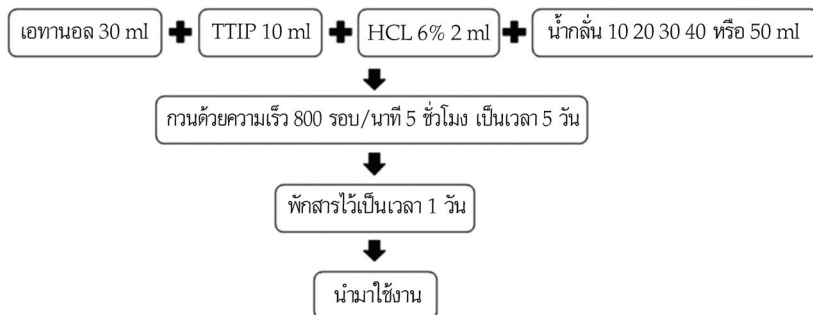 เอทานอล 30 ml + TTIP 10 ml + HCL 6% 2 ml + น้ำกลั่น 10 20 30 40 หรือ 50 ml
กวนด้วยความเร็ว 800 รอบ/นาที 5 ชั่วโมง เป็นเวลา 5 วัน
พักสารไว้เป็นเวลา 1 วัน
นำมาใช้งาน